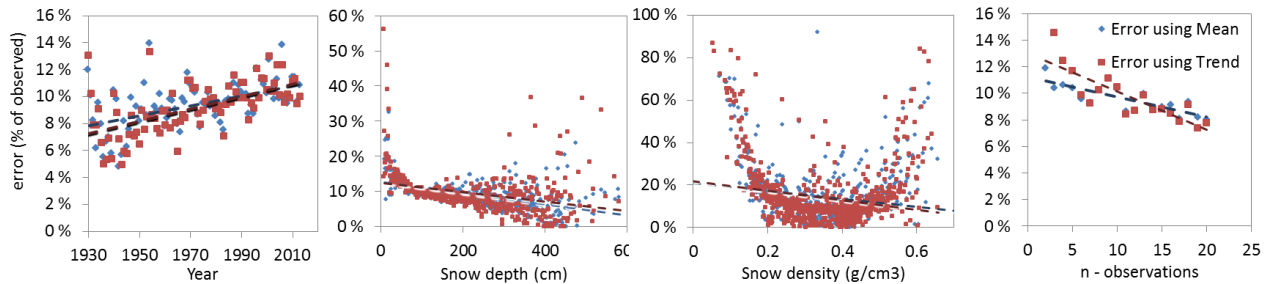 error (% of observed)
16 %
14 %
12 %
10 %
8 %
6 %
4 %
2 %
0 %
1930 1950 1970 1990 2010
Year
60 %
50 %
40 %
30 %
20 %
10 %
0 %
0 200 400 60
Snow depth (cm)
100 %
80 %
60 %
40 %
20 %
0 %
0 0.2 0.4 0.6
Snow density (g/cm3)
16 %
14 %
12 %
10 %
8 %
6 %
4 %
2 %
0 %
Error using Mean
Error using Trend
0 5 10 15 20
n - observations